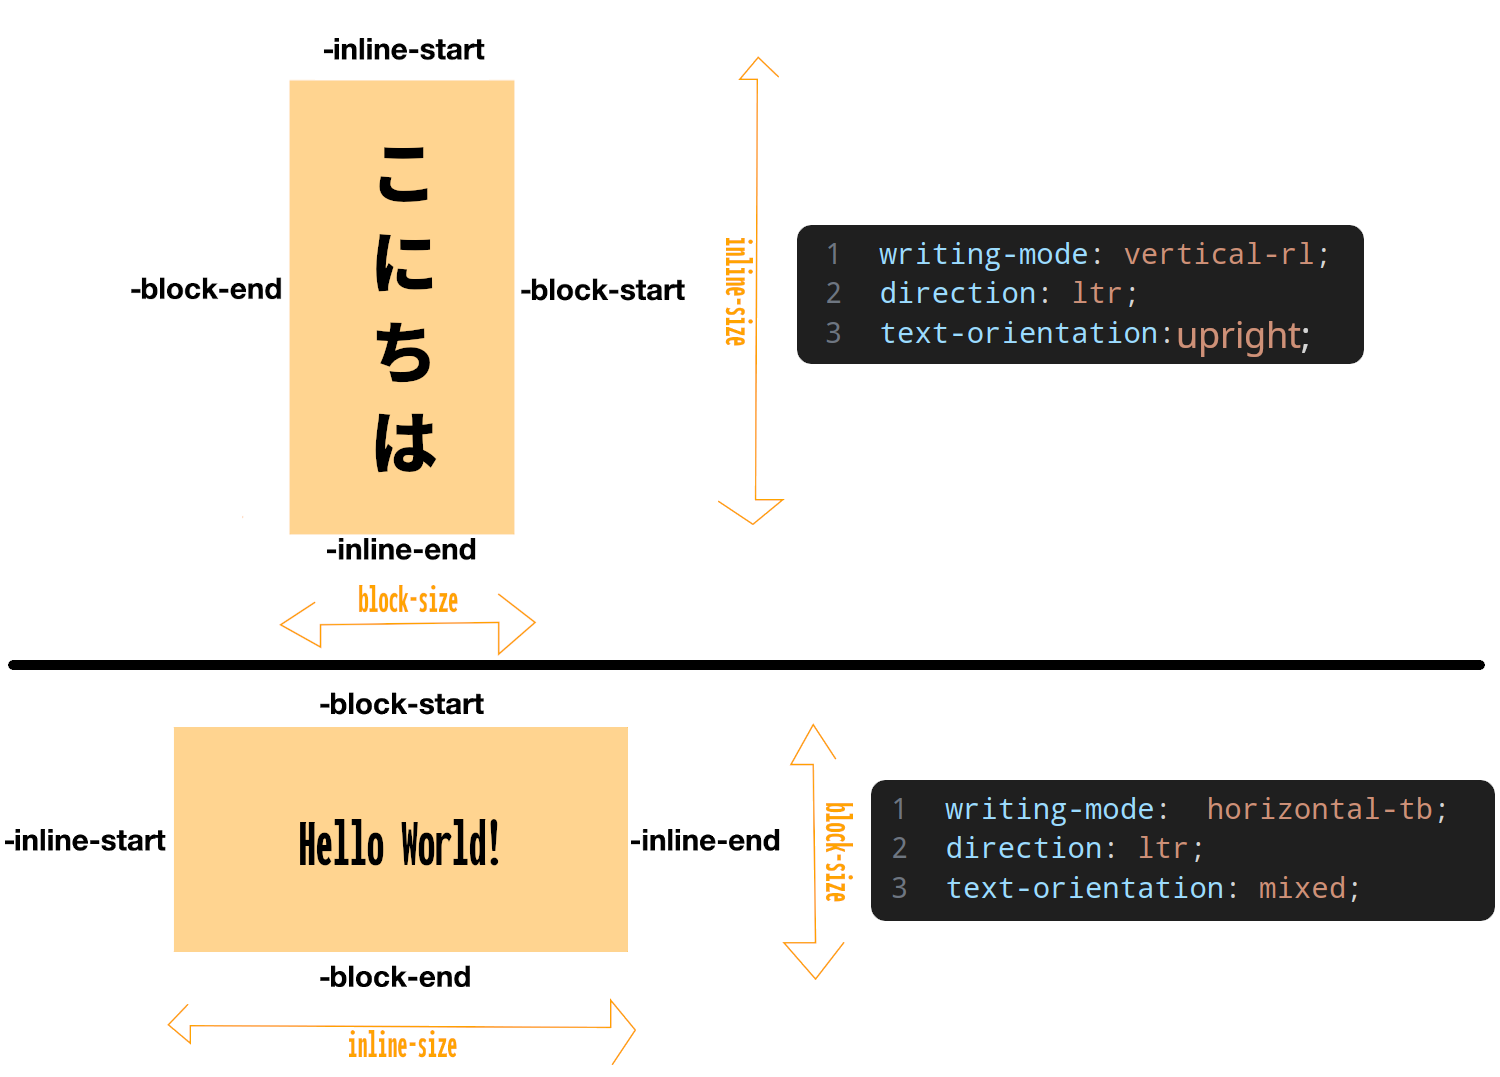 -inline-start
こにちは
-block-end
-block-start
-inline-end
inline-size
block-size
1 writing-mode: vertical-rl;
2 direction: ltr;
3 text-orientation:upright;
-block-start
-inline-start
Hello World!
-inline-end
-block-end
inline-size
block-size
1 writing-mode: horizontal-tb;
2 direction: ltr;
3 text-orientation: mixed;